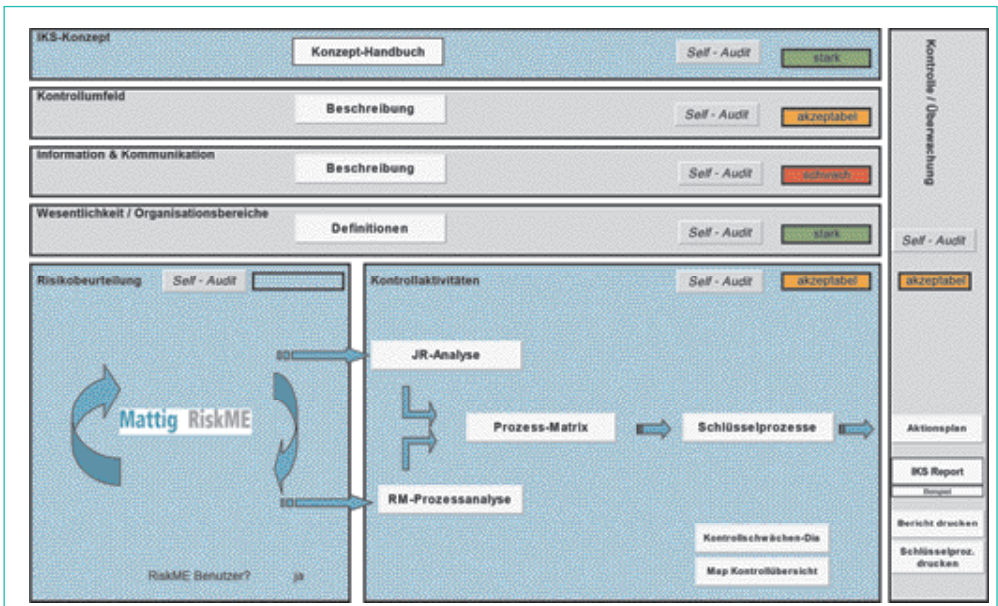 IKS-Konzept
Konzept-Handbuch
Self - Audit
stark
Kontrollumfeld
Beschreibung
Self - Audit
akzeptabel
Information & Kommunikation
Beschreibung
Self - Audit
schwach
Wesentlichkeit / Organisationsbereiche
Definitionen
Self - Audit
stark
Kontrolle / Überwachung
Self - Audit
akzeptabel
Risikobeurteilung
Self - Audit
Mattig RiskME
RiskME Benutzer? ja
Kontrollaktivitäten
Self - Audit
akzeptabel
JR-Analyse
Prozess-Matrix
Schlüsselprozesse
RM-Prozessanalyse
Kontrollschwächen-Dia
Map Kontrollübersicht
Aktionsplan
IKS Report
Beispiel
Bericht drucken
Schlüsselproz.
drucken